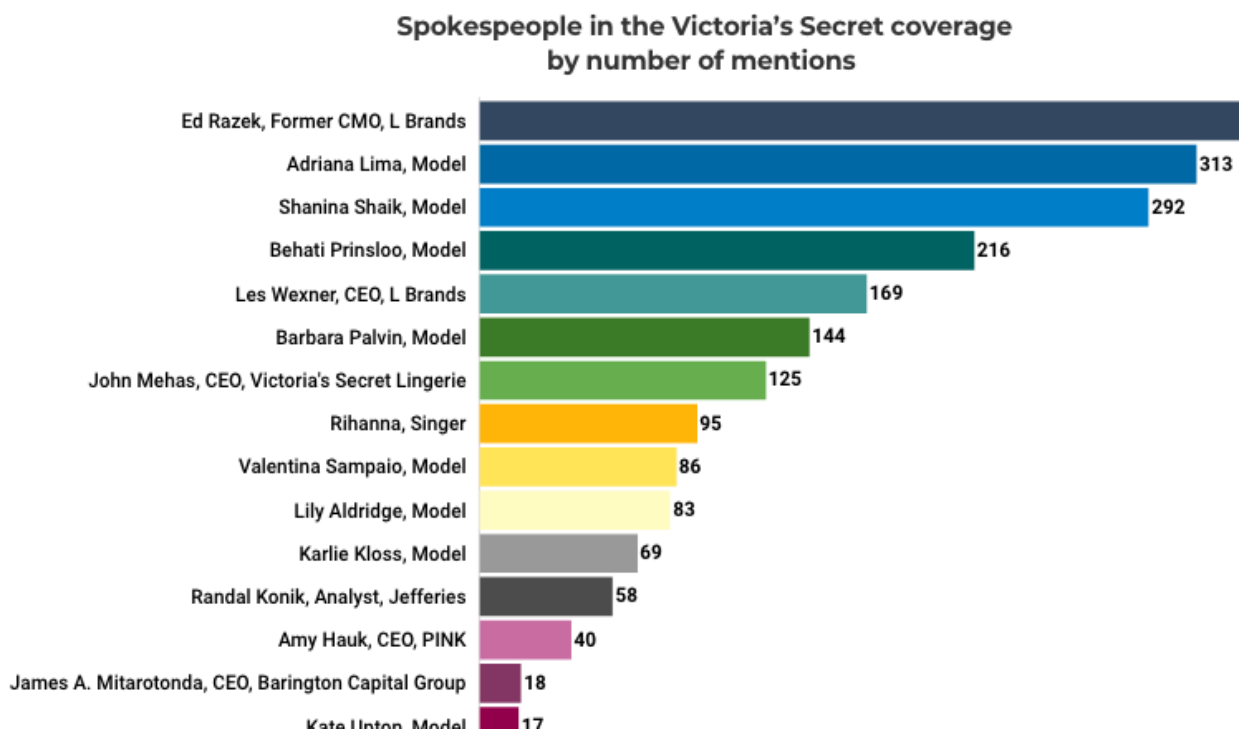 Spokespeople in the Victoria’s Secret coverage
by number of mentions
Ed Razek, Former CMO, L Brands
Adriana Lima, Model 313
Shanina Shaik, Model 292
Behati Prinsloo, Model 216
Les Wexner, CEO, L Brands 169
Barbara Palvin, Model 144
John Mehas, CEO, Victoria's Secret Lingerie 125
Rihanna, Singer 95
Valentina Sampaio, Model 86
Lily Aldridge, Model 83
Karlie Kloss, Model 69
Randal Konik, Analyst, Jefferies 58
Amy Hauk, CEO, PINK 40
James A. Mitarotonda, CEO, Barington Capital Group 18
Kate Upton, Model 17